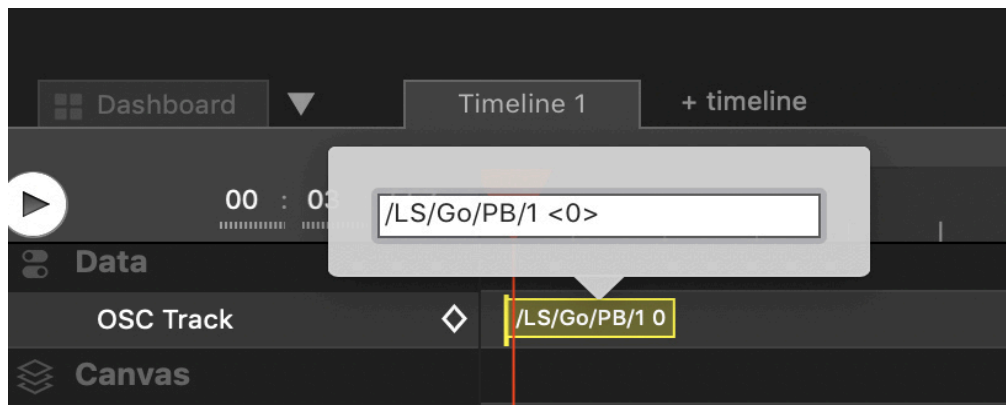 Dashboard Timeline 1 + timeline
00 : 03
/LS/Go/PB/1 <0>
Data
OSC Track /LS/Go/PB/1 0
Canvas